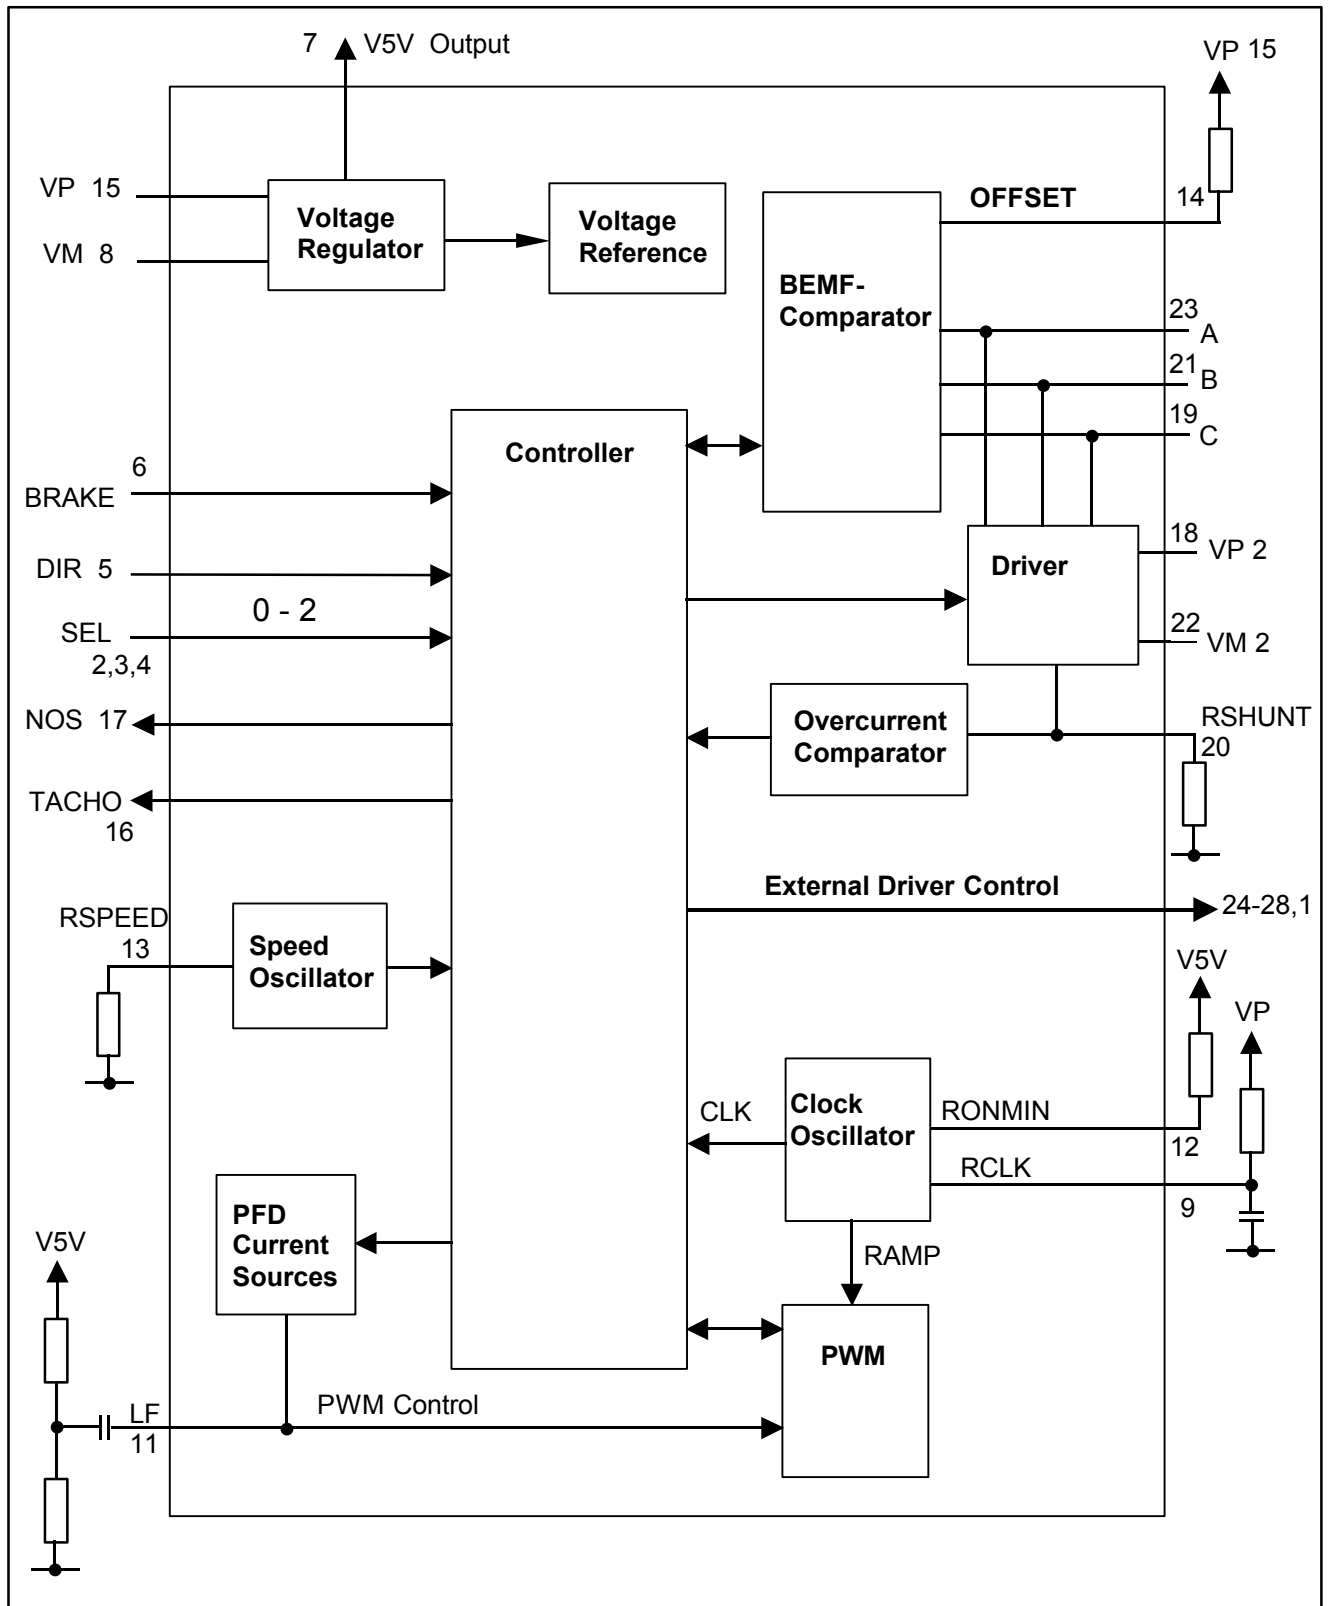 7 V5V Output
VP 15
VP 15
VM 8
Voltage
Regulator
Voltage
Reference
OFFSET
14
BEMF-
Comparator
23
A
21
B
19
C
Controller
6
BRAKE
DIR 5
0 - 2
SEL
2,3,4
NOS 17
TACHO
16
Driver
18
VP 2
22
VM 2
Overcurrent
Comparator
RSHUNT
20
External Driver Control
24-28,1
RSPEED
13
Speed
Oscillator
V5V
VP
CLK
Clock
Oscillator
RONMIN
12
RCLK
9
RAMP
PFD
Current
Sources
V5V
PWM
LF
11
PWM Control